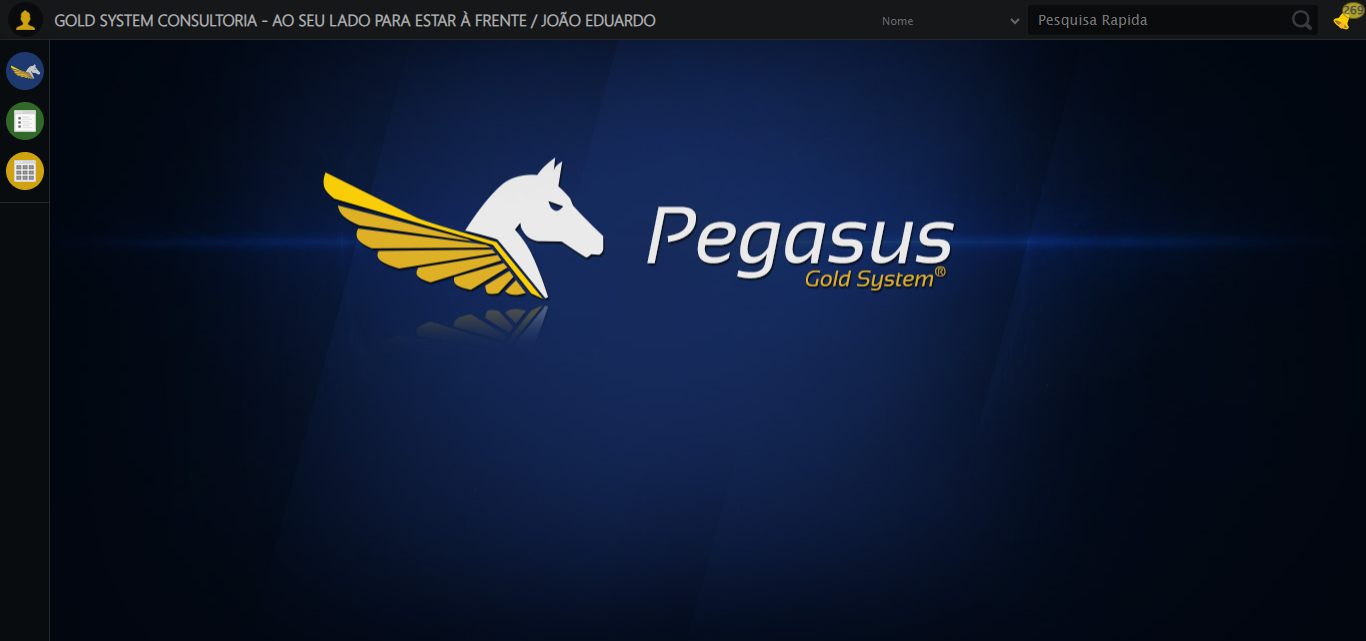 GOLD SYSTEM CONSULTORIA - AO SEU LADO PARA ESTAR À FRENTE / JOÃO EDUARDO
Nome
Pesquisa Rapida
269
Pegasus
Gold System®